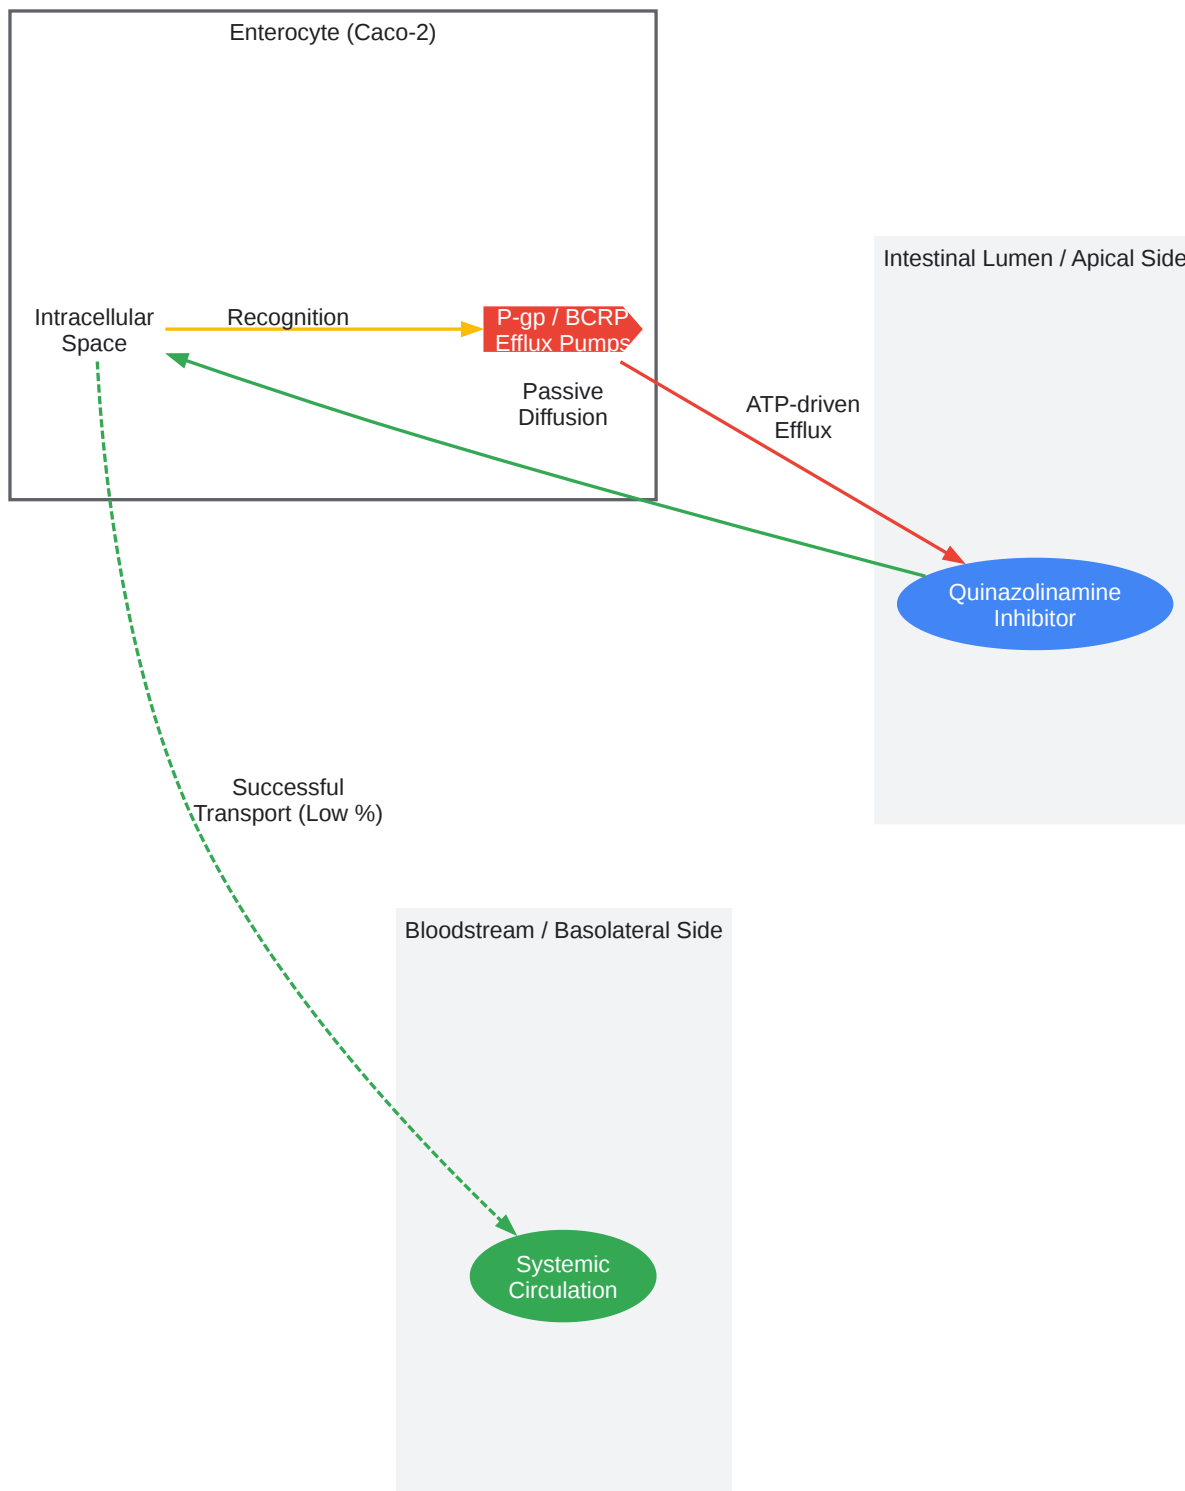 Enterocyte (Caco-2)
Intestinal Lumen / Apical Side
Intracellular
Space
Recognition
P-gp / BCRP
Efflux Pumps
Passive
Diffusion
ATP-driven
Efflux
Quinazolinamine
Inhibitor
Successful
Transport (Low %)
Bloodstream / Basolateral Side
Systemic
Circulation